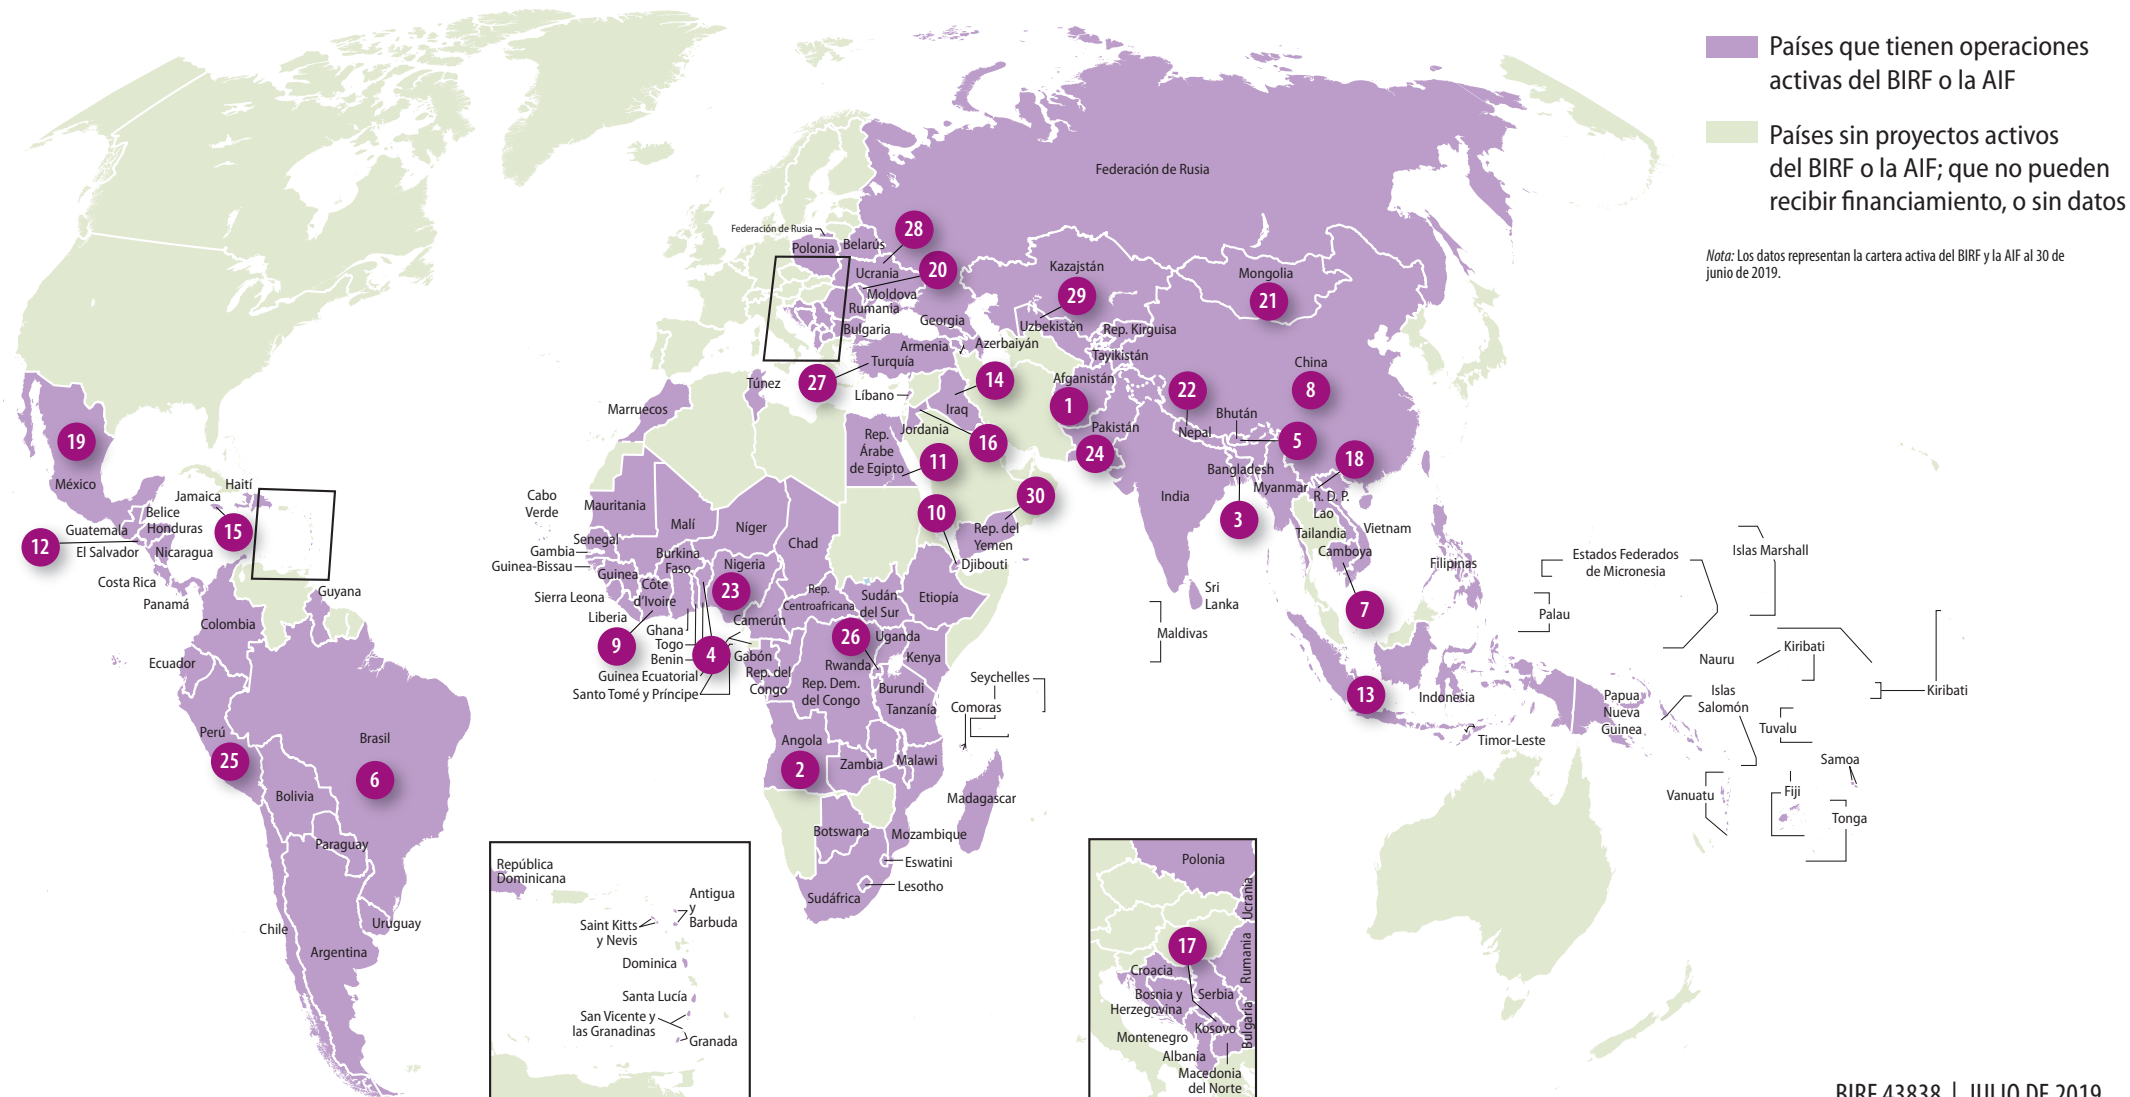 Países que tienen operaciones
activas del BIRF o la AIF
Países sin proyectos activos
del BIRF o la AIF; que no pueden
recibir financiamiento, o sin datos
Nota: Los datos representan la cartera activa del BIRF y la AIF al 30 de
junio de 2019.
Federación de Rusia
Federación de Rusia
Polonia
Belarús
28
Ucrania
20
Moldova
Rumania
Bulgaria
Georgia
Armenia
Azerbaiyán
Turquía
27
Kazajstán
29
Uzbekistán
Rep. Kirguisa
Tayikistán
Mongolia
21
China
8
Afganistán
1
Pakistán
24
22
Nepal
Bhután
5
Bangladesh
3
India
Myanmar
18
R. D. P.
Lao
Tailandia
Vietnam
Camboya
7
Filipinas
Sri
Lanka
Maldivas
Indonesia
13
Timor-Leste
Papua
Nueva
Guinea
Túnez
Marruecos
Líbano
14
Iraq
Jordania
16
Rep.
Árabe
de Egipto
11
10
30
Rep. del
Yemen
Djibouti
Cabo
Verde
Mauritania
Malí
Níger
Chad
Senegal
Gambia
Guinea-Bissau
Guinea
Sierra Leona
Liberia
9
Burkina
Faso
Côte
d'Ivoire
Ghana
Togo
Benin
4
Nigeria
23
Guinea Ecuatorial
Santo Tomé y Príncipe
Camerún
Gabón
Rep. del
Congo
Rep.
Centroafricana
Sudán
del Sur
Etiopía
26
Uganda
Kenya
Rwanda
Rep. Dem.
del Congo
Burundi
Tanzanía
Seychelles
Comoras
Angola
2
Zambia
Malawi
Madagascar
Botswana
Mozambique
Eswatini
Lesotho
Sudáfrica
19
México
Haití
Jamaica
15
Belice
Guatemala
Honduras
12
El Salvador
Nicaragua
Costa Rica
Panamá
Guyana
Colombia
Ecuador
Perú
25
Brasil
6
Bolivia
Paraguay
Chile
Uruguay
Argentina
Estados Federados
de Micronesia
Islas Marshall
Palau
Nauru
Kiribati
Kiribati
Islas
Salomón
Tuvalu
Samoa
Vanuatu
Fiji
Tonga
República
Dominicana
Antigua
y
Barbuda
Saint Kitts
y Nevis
Dominica
Santa Lucía
San Vicente y
las Granadinas
Granada
Polonia
Ucrania
17
Croacia
Rumania
Bosnia y
Herzegovina
Serbia
Kosovo
Bulgaria
Montenegro
Albania
Macedonia
del Norte
BIRF 43838 | JULIO DE 2019